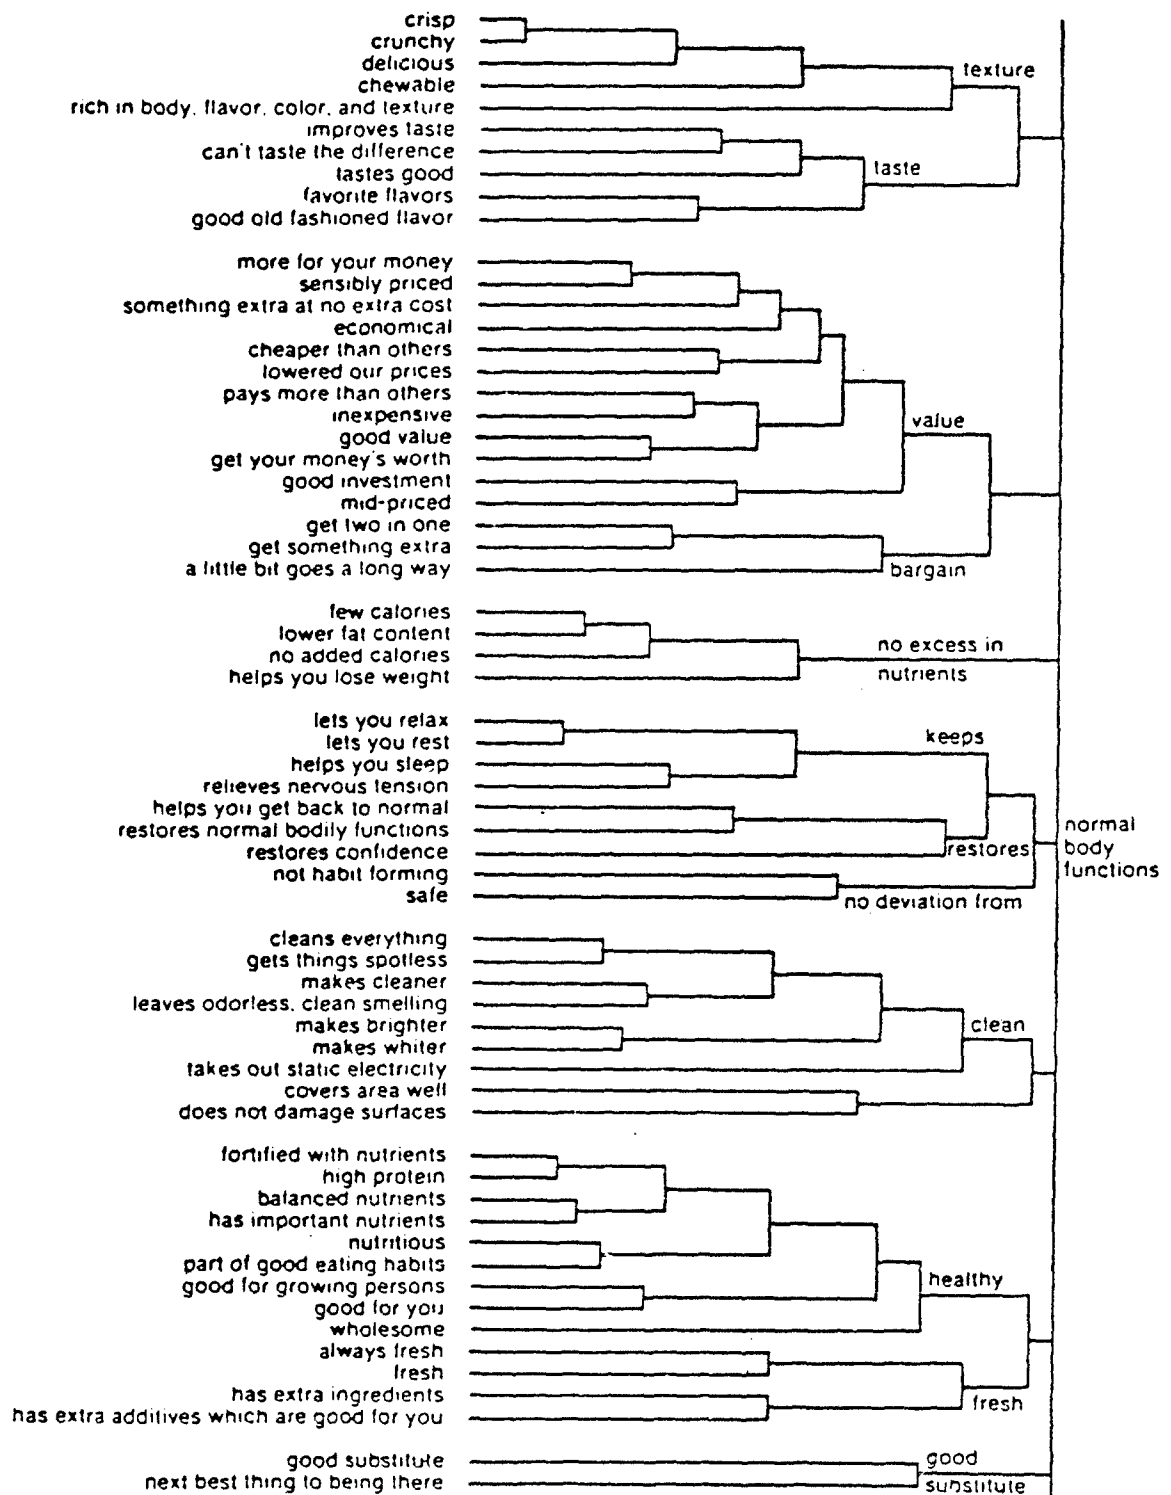 crisp
crunchy
delicious
chewable
texture
rich in body, flavor, color, and texture
improves taste
can't taste the difference
tastes good
taste
favorite flavors
good old fashioned flavor
more for your money
sensibly priced
something extra at no extra cost
economical
cheaper than others
lowered our prices
pays more than others
inexpensive
value
good value
get your money's worth
good investment
mid-priced
get two in one
get something extra
a little bit goes a long way
bargain
few calories
lower fat content
no added calories
helps you lose weight
no excess in
nutrients
lets you relax
lets you rest
keeps
helps you sleep
relieves nervous tension
helps you get back to normal
restores normal bodily functions
restores confidence
restores
not habit forming
safe
no deviation from
normal
body
functions
cleans everything
gets things spotless
makes cleaner
leaves odorless, clean smelling
makes brighter
makes whiter
clean
takes out static electricity
covers area well
does not damage surfaces
fortified with nutrients
high protein
balanced nutrients
has important nutrients
nutritious
part of good eating habits
good for growing persons
good for you
healthy
wholesome
always fresh
fresh
has extra ingredients
has extra additives which are good for you
fresh
good substitute
next best thing to being there
good
substitute